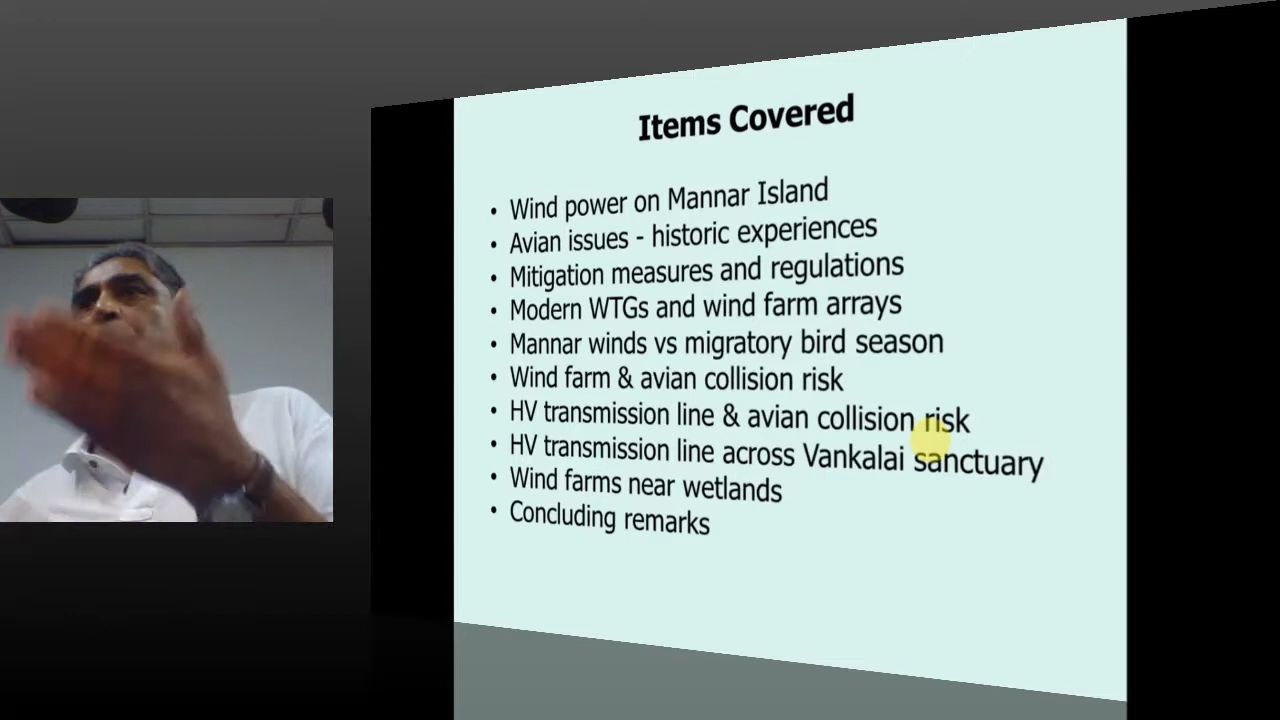 Items Covered
• Wind power on Mannar Island
• Avian issues - historic experiences
• Mitigation measures and regulations
• Modern WTGs and wind farm arrays
• Mannar winds vs migratory bird season
• Wind farm & avian collision risk
• HV transmission line & avian collision risk
• HV transmission line across Vankalai sanctuary
• Wind farms near wetlands
• Concluding remarks